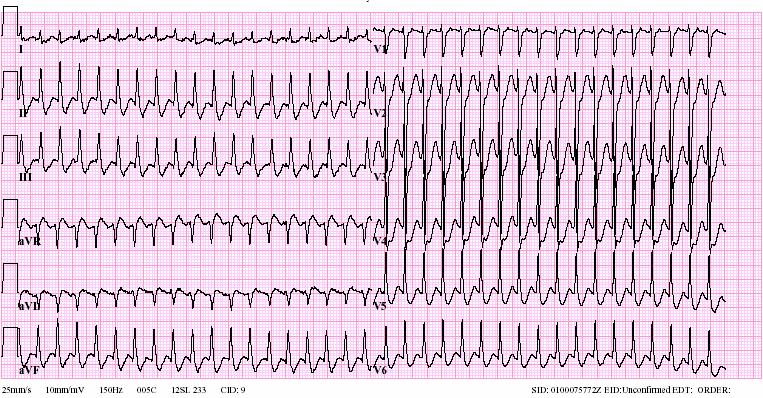 I V1
II V2
III V3
aVR V4
aVL V5
aVF V6
25mm/s 10mm/mV 150Hz 005C 12SL 233 CID: 9 SID: 0100075772Z EID:Unconfirmed EDT: ORDER: